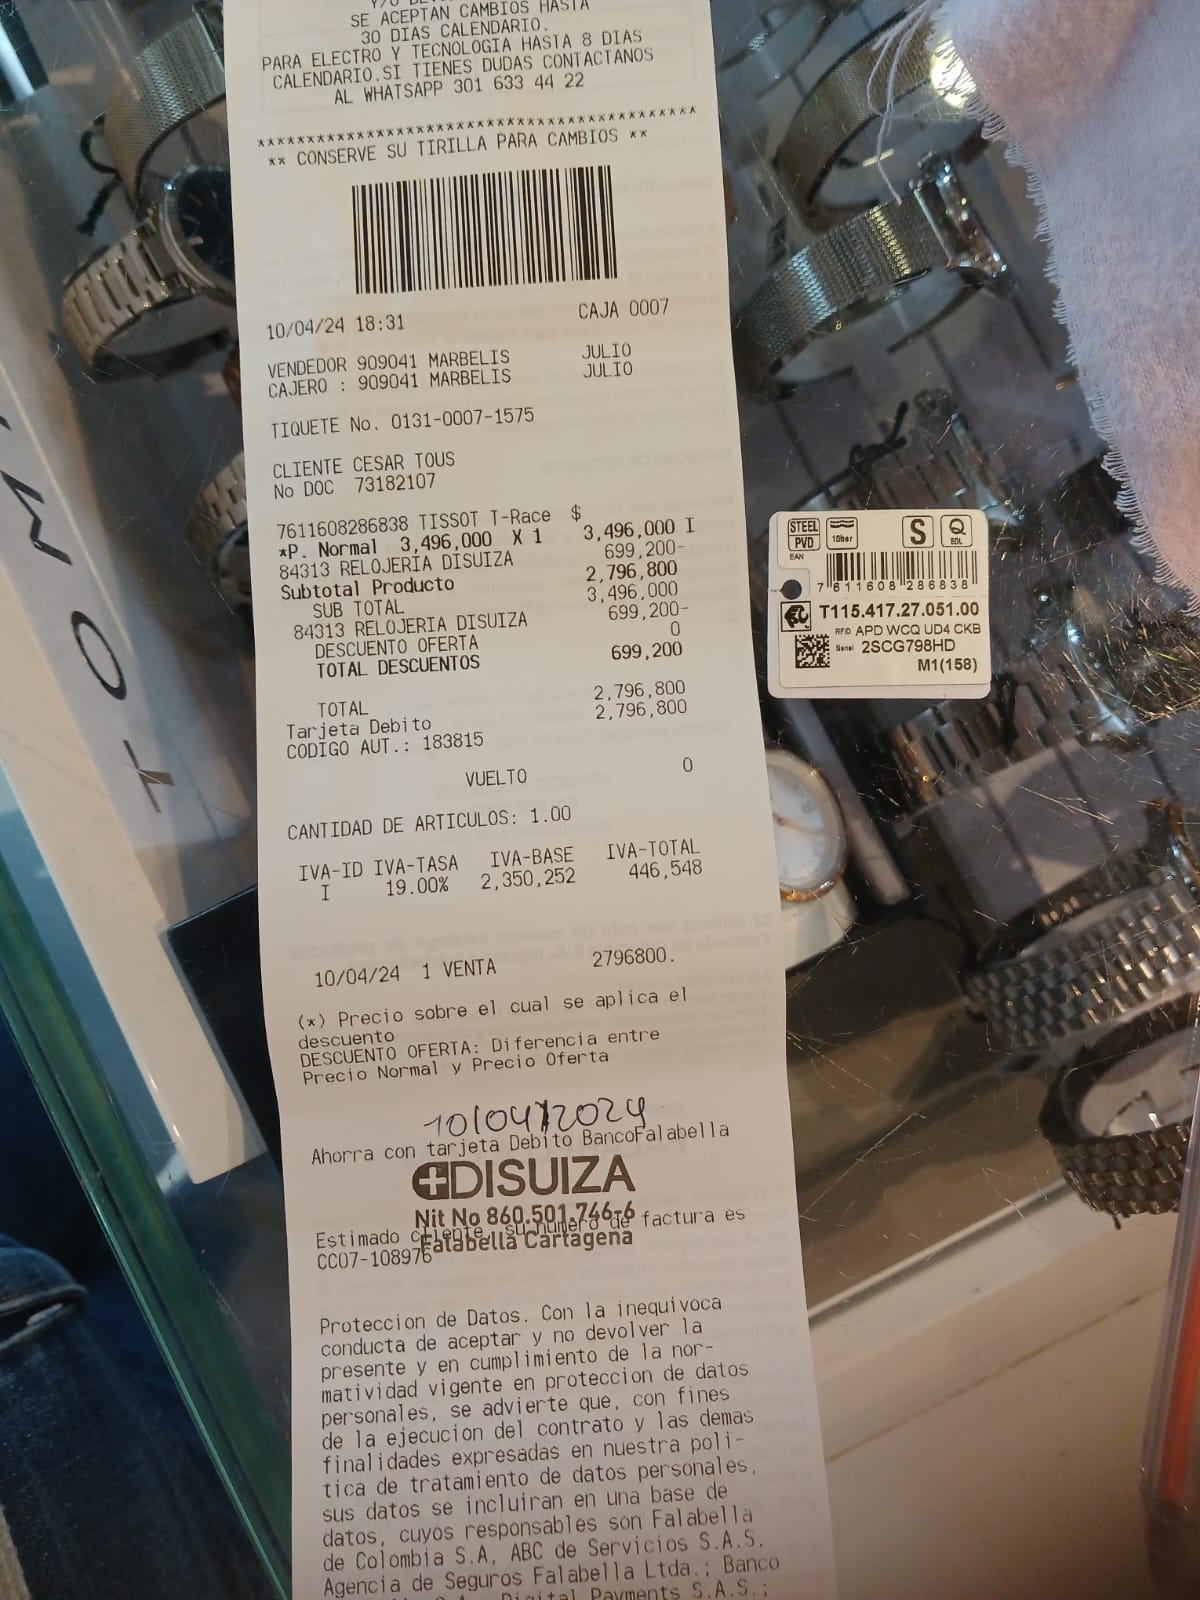 SE ACEPTAN CAMBIOS HASTA
30 DIAS CALENDARIO.
PARA ELECTRO Y TECNOLOGIA HASTA 8 DIAS
CALENDARIO.SI TIENES DUDAS CONTACTANOS
AL WHATSAPP 301 633 44 22
********************************************
** CONSERVE SU TIRILLA PARA CAMBIOS **
10/04/24 18:31 CAJA 0007
VENDEDOR 909041 MARBELIS JULIO
CAJERO : 909041 MARBELIS JULIO
TIQUETE No. 0131-0007-1575
CLIENTE CESAR TOUS
No DOC 73182107
7611608286838 TISSOT T-Race $
*P. Normal 3,496,000 X 1 3,496,000 I
84313 RELOJERIA DISUIZA 699,200-
Subtotal Producto 2,796,800
SUB TOTAL 3,496,000
84313 RELOJERIA DISUIZA 699,200-
DESCUENTO OFERTA 0
TOTAL DESCUENTOS 699,200
TOTAL 2,796,800
Tarjeta Debito 2,796,800
CODIGO AUT.: 183815
VUELTO 0
CANTIDAD DE ARTICULOS: 1.00
IVA-ID IVA-TASA IVA-BASE IVA-TOTAL
I 19.00% 2,350,252 446,548
10/04/24 1 VENTA 2796800.
(*) Precio sobre el cual se aplica el
descuento
DESCUENTO OFERTA: Diferencia entre
Precio Normal y Precio Oferta
10/04/2024
Ahorra con tarjeta Debito BancoFalabella
DISUIZA
Nit No 860.501.746-6
Estimado cliente, su numero de factura es
Falabella Cartagena
CC07-108976
Proteccion de Datos. Con la inequivoca
conducta de aceptar y no devolver la
presente y en cumplimiento de la nor-
matividad vigente en proteccion de datos
personales, se advierte que, con fines
de la ejecucion del contrato y las demas
finalidades expresadas en nuestra poli-
tica de tratamiento de datos personales,
sus datos se incluiran en una base de
datos, cuyos responsables son Falabella
de Colombia S.A, ABC de Servicios S.A.S.
Agencia de Seguros Falabella Ltda.; Banco
Digital Payments S.A.S.;
STEEL
PVD
10bar
S
Q
EOL
EAN
7 611608 286838
T115.417.27.051.00
RFID APD WCQ UD4 CKB
Serial 2SCG798HD
M1(158)
TOM